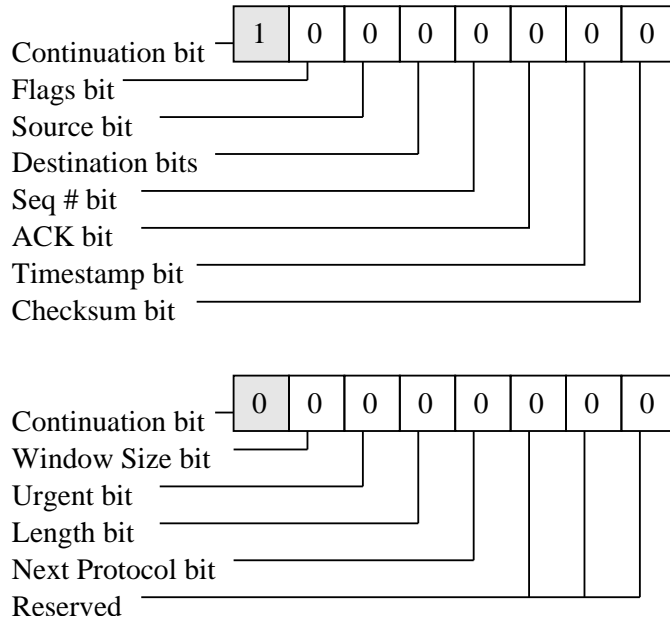 1 0 0 0 0 0 0 0
Continuation bit
Flags bit
Source bit
Destination bits
Seq # bit
ACK bit
Timestamp bit
Checksum bit
0 0 0 0 0 0 0 0
Continuation bit
Window Size bit
Urgent bit
Length bit
Next Protocol bit
Reserved